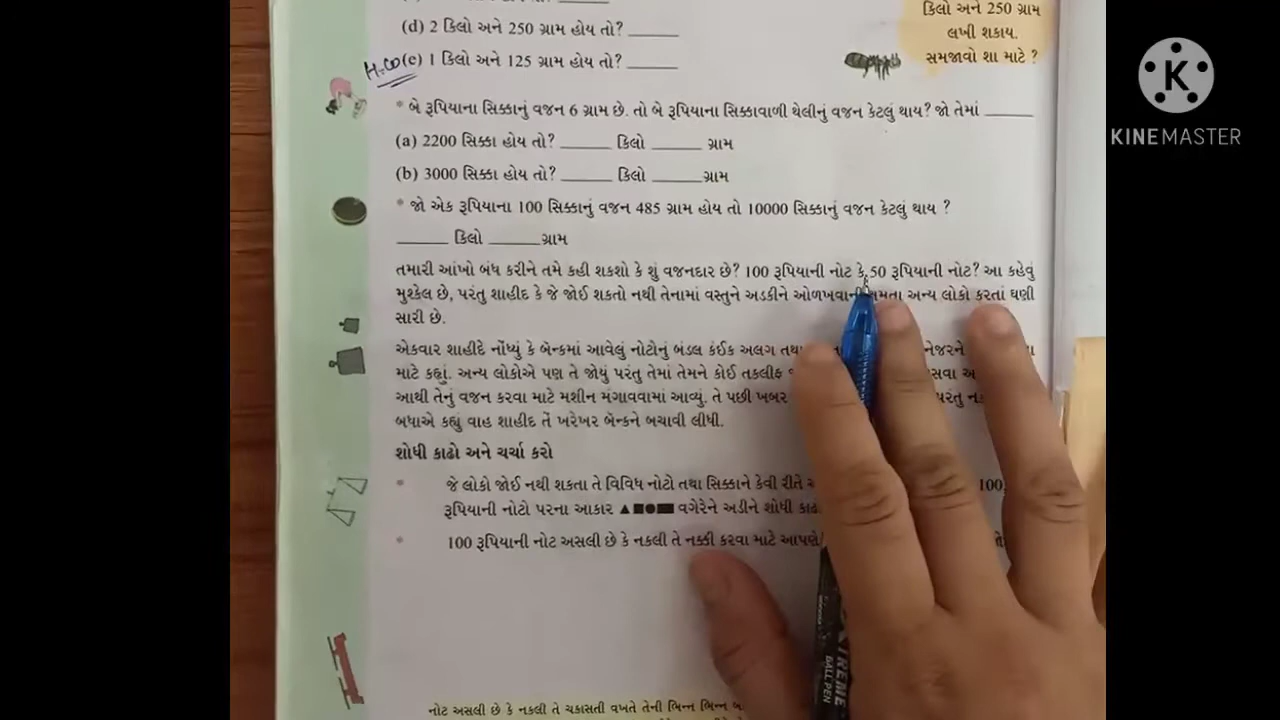 (d) 2 કિલો અને 250 ગ્રામ હોય તો? ______
H.W (e) 1 કિલો અને 125 ગ્રામ હોય તો? ______
કિલો અને 250 ગ્રામ
લખી શકાય.
સમજાવો શા માટે ?
* બે રૂપિયાના સિક્કાનું વજન 6 ગ્રામ છે. તો બે રૂપિયાના સિક્કાવાળી થેલીનું વજન કેટલું થાય? જો તેમાં ______
(a) 2200 સિક્કા હોય તો? ______ કિલો ______ ગ્રામ
(b) 3000 સિક્કા હોય તો? ______ કિલો ______ગ્રામ
* જો એક રૂપિયાના 100 સિક્કાનું વજન 485 ગ્રામ હોય તો 10000 સિક્કાનું વજન કેટલું થાય ?
______ કિલો ______ગ્રામ
તમારી આંખો બંધ કરીને તમે કહી શકશો કે શું વજનદાર છે? 100 રૂપિયાની નોટ કે 50 રૂપિયાની નોટ? આ કહેવું
મુશ્કેલ છે, પરંતુ શાહીદ કે જે જોઈ શકતો નથી તેનામાં વસ્તુને અડકીને ઓળખવાની ક્ષમતા અન્ય લોકો કરતાં ઘણી
સારી છે.
એકવાર શાહીદે નોંધ્યું કે બૅન્કમાં આવેલું નોટોનું બંડલ કંઈક અલગ
માટે કહ્યું. અન્ય લોકોએ પણ તે જોયું પરંતુ તેમાં તેમને કોઈ તકલીફ
આથી તેનું વજન કરવા માટે મશીન મંગાવવામાં આવ્યું. તે પછી ખબર
બધાએ કહ્યુ વાહ શાહીદ તેં ખરેખર બૅન્કને બચાવી લીધી.
શોધી કાઢો અને ચર્ચા કરો
* જે લોકો જોઈ નથી શકતા તે વિવિધ નોટો તથા સિક્કાને કેવી રીતે 100,
રૂપિયાની નોટો પરના આકાર ▲■●■ વગેરેને અડીને શોધી
* 100 રૂપિયાની નોટ અસલી છે કે નકલી તે નક્કી કરવા માટે આપણે
નોટ અસલી છે કે નકલી તે ચકાસતી વખતે તેની ભિન્ન ભિન્ન
KINEMASTER